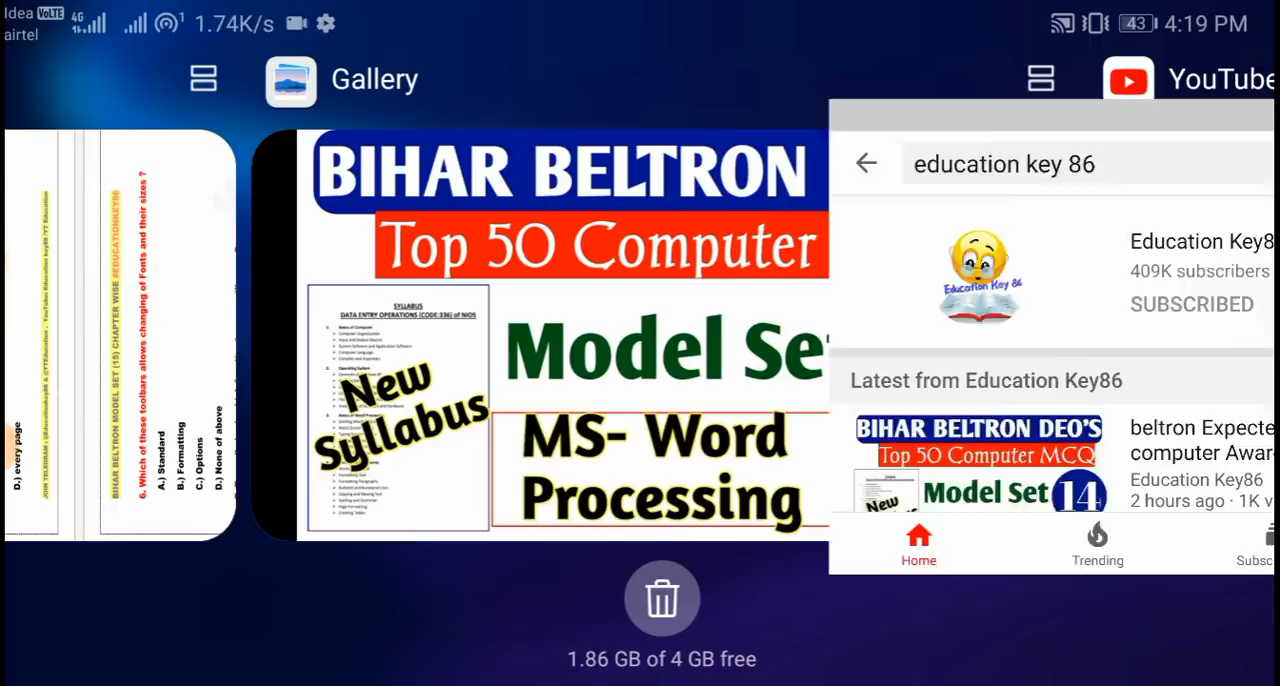 Idea VoLTE 4G
airtel
1.74K/s
43 4:19 PM
Gallery
YouTube
D.) every page
BIHAR BELTRON MODEL SET (15) CHAPTER WISE #EDUCATIONKEY86
6. Which of these toolbars allows changing of Fonts and their sizes ?
A.) Standard
B.) Formatting
C.) Options
D.) None of above
BIHAR BELTRON
Top 50 Computer
SYLLABUS
DATA ENTRY OPERATIONS (CODE:336) of NIOS
New
Syllabus
Model Se
MS- Word
Processing
education key 86
Education Key 86
Education Key8
409K subscribers
SUBSCRIBED
Latest from Education Key86
BIHAR BELTRON DEO'S
Top 50 Computer MCQ
Model Set 14
New
beltron Expecte
computer Awar
Education Key86
2 hours ago · 1K v
Home
Trending
Subsc
1.86 GB of 4 GB free